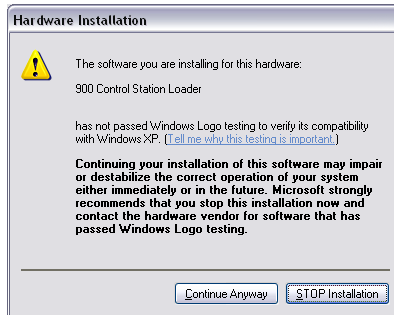 Hardware Installation
The software you are installing for this hardware:
900 Control Station Loader
has not passed Windows Logo testing to verify its compatibility
with Windows XP. (Tell me why this testing is important.)
Continuing your installation of this software may impair
or destabilize the correct operation of your system
either immediately or in the future. Microsoft strongly
recommends that you stop this installation now and
contact the hardware vendor for software that has
passed Windows Logo testing.
Continue Anyway
STOP Installation